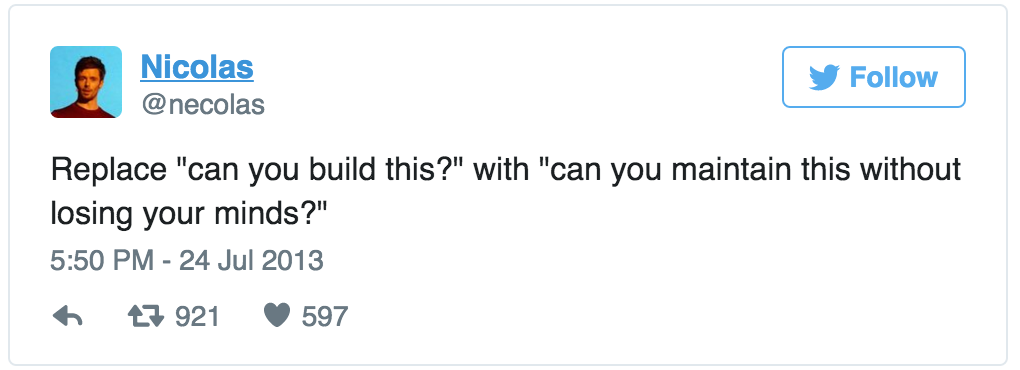 Nicolas
Follow
@necolas
Replace "can you build this?" with "can you maintain this without
losing your minds?"
5:50 PM - 24 Jul 2013
921 597